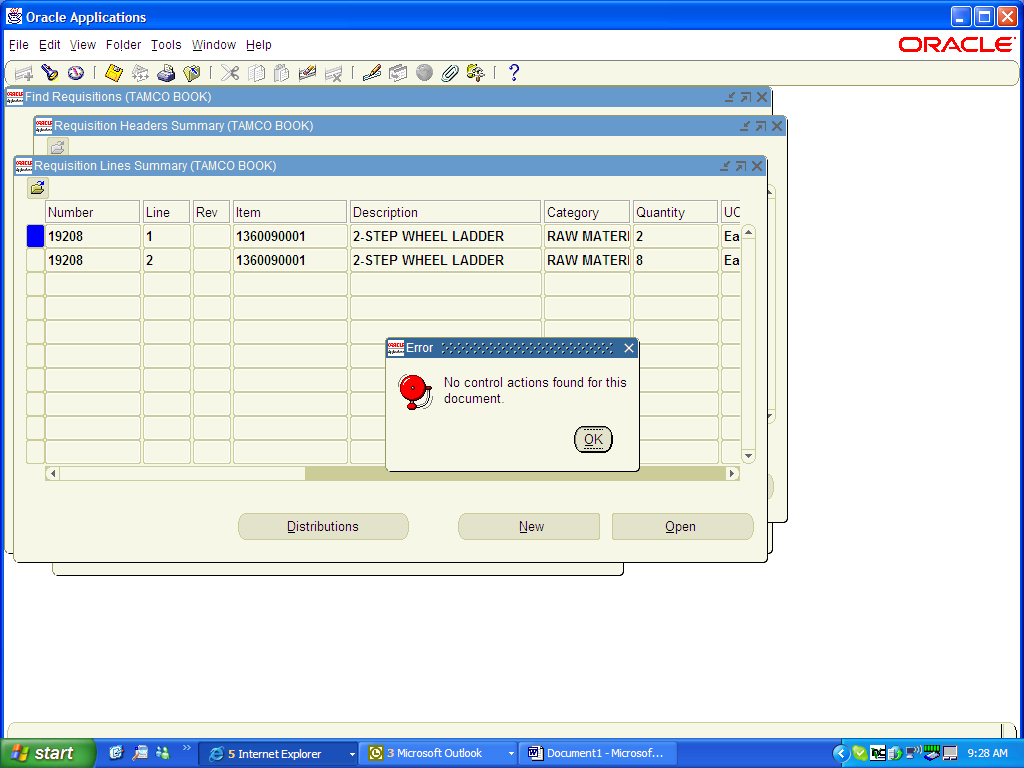 Oracle Applications
File Edit View Folder Tools Window Help
ORACLE
Find Requisitions (TAMCO BOOK)
Requisition Headers Summary (TAMCO BOOK)
Requisition Lines Summary (TAMCO BOOK)
Number Line Rev Item Description Category Quantity UO
19208 1 1360090001 2-STEP WHEEL LADDER RAW MATERI 2 Ea
19208 2 1360090001 2-STEP WHEEL LADDER RAW MATERI 8 Ea
Error
No control actions found for this
document.
OK
Distributions New Open
start 5 Internet Explorer 3 Microsoft Outlook Document1 - Microsof... 9:28 AM